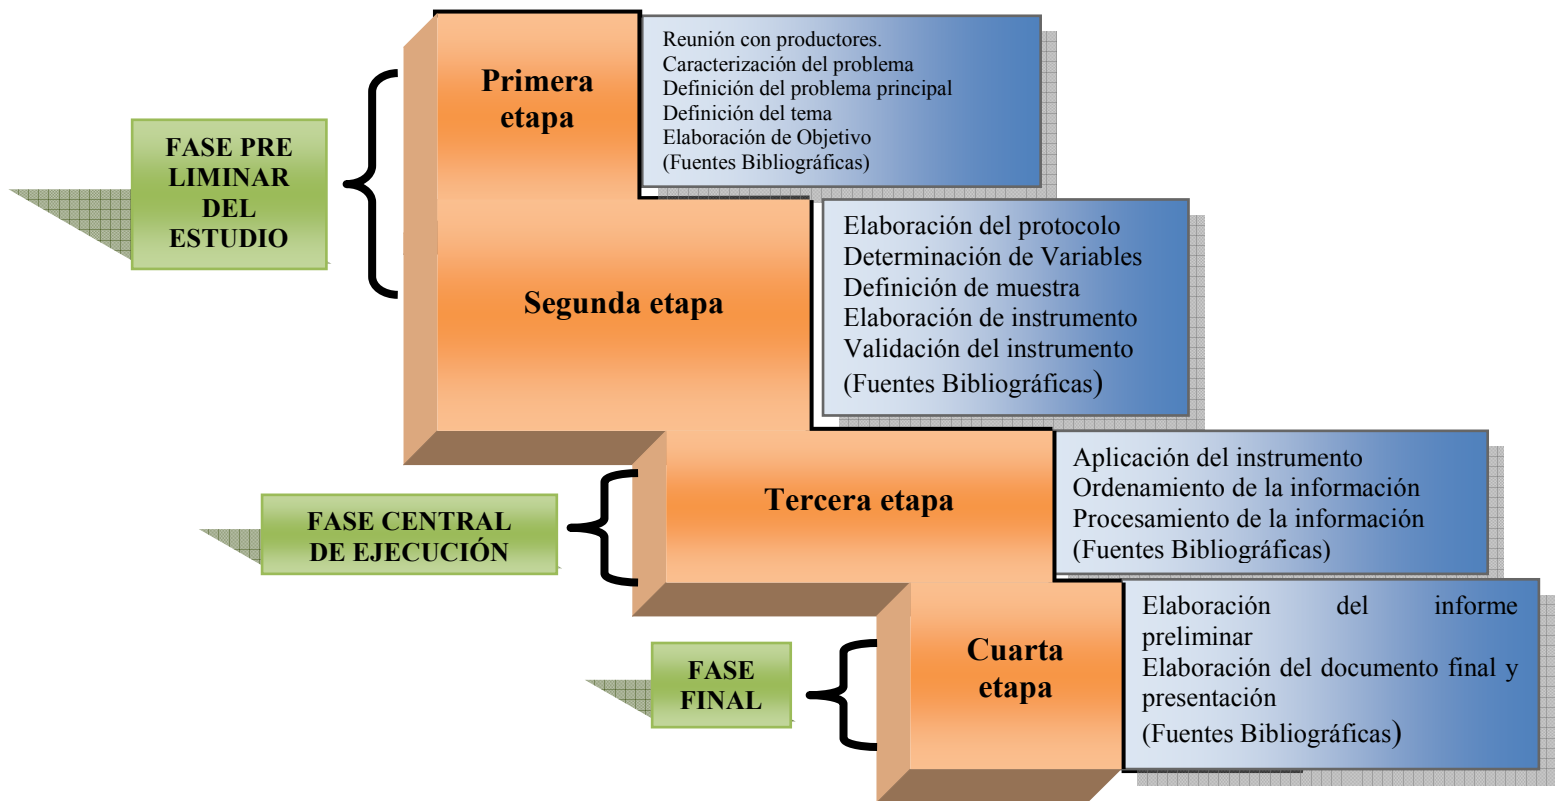 Primera
etapa
Reunión con productores.
Caracterización del problema
Definición del problema principal
Definición del tema
Elaboración de Objetivo
(Fuentes Bibliográficas)
FASE PRE
LIMINAR
DEL
ESTUDIO
Segunda etapa
Elaboración del protocolo
Determinación de Variables
Definición de muestra
Elaboración de instrumento
Validación del instrumento
(Fuentes Bibliográficas)
FASE CENTRAL
DE EJECUCIÓN
Tercera etapa
Aplicación del instrumento
Ordenamiento de la información
Procesamiento de la información
(Fuentes Bibliográficas)
FASE
FINAL
Cuarta
etapa
Elaboración del informe
preliminar
Elaboración del documento final y
presentación
(Fuentes Bibliográficas)